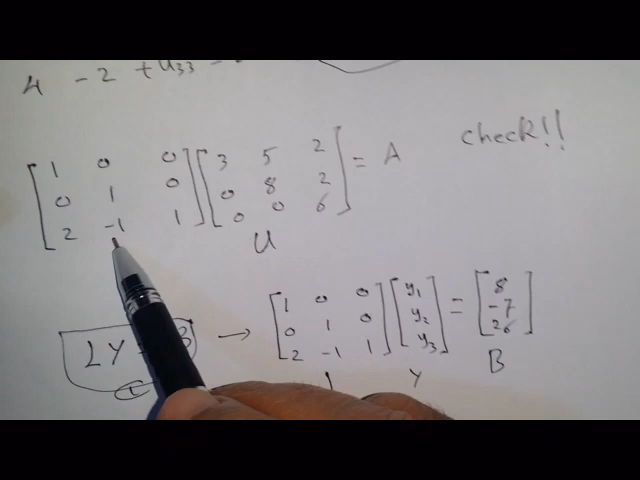 4 - 2 + u33 -
[1 0 0; 0 1 0; 2 -1 1] [3 5 2; 0 8 2; 0 0 6] = A check!!
U
LY = B → [1 0 0; 0 1 0; 2 -1 1] [y1; y2; y3] = [8; -7; 26]
Y B